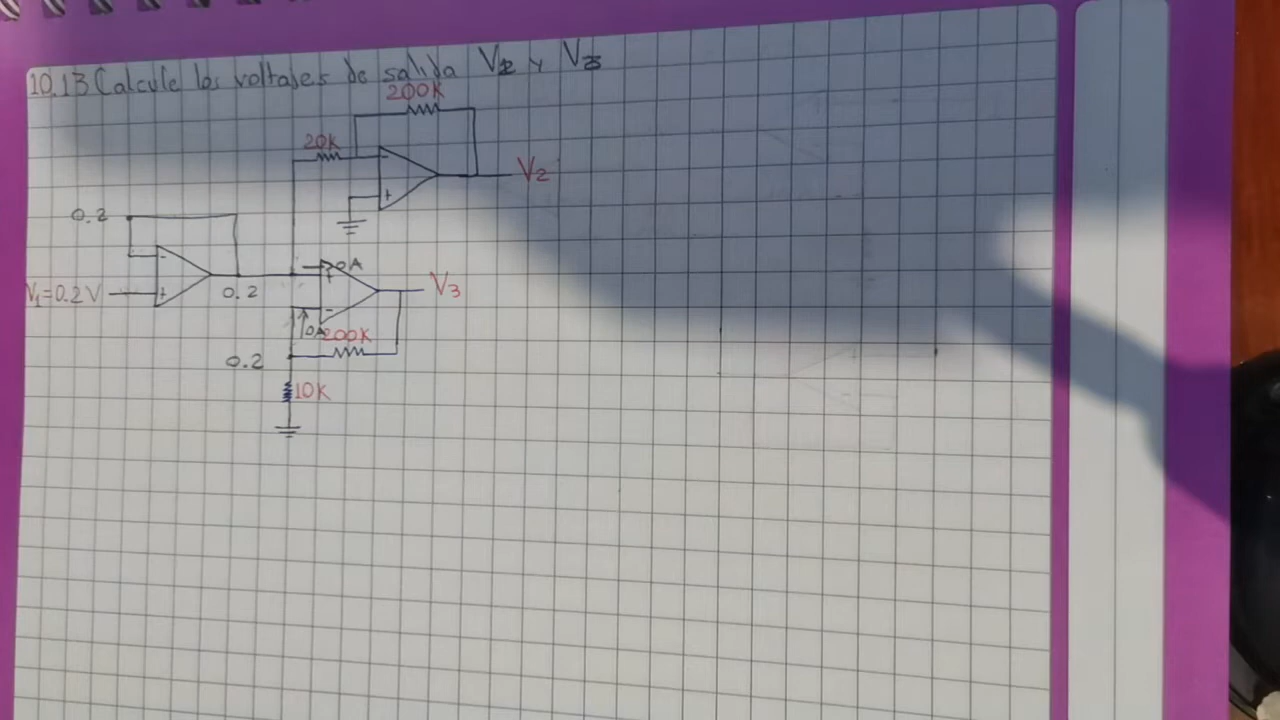 10.13 Calcule los voltajes de salida V2 y V3
200K
20K
-
+
V2
0.2
-
+
V1=0.2V
0.2
0A
+
-
V3
0A
200K
0.2
10K